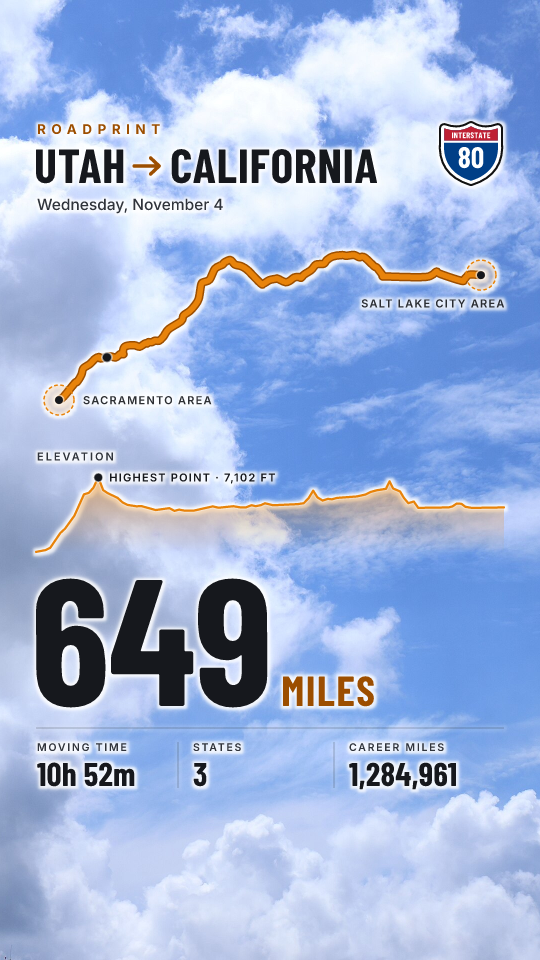 ROADPRINT
UTAH → CALIFORNIA
INTERSTATE
80
Wednesday, November 4
SALT LAKE CITY AREA
SACRAMENTO AREA
ELEVATION
HIGHEST POINT · 7,102 FT
649 MILES
MOVING TIME
10h 52m
STATES
3
CAREER MILES
1,284,961